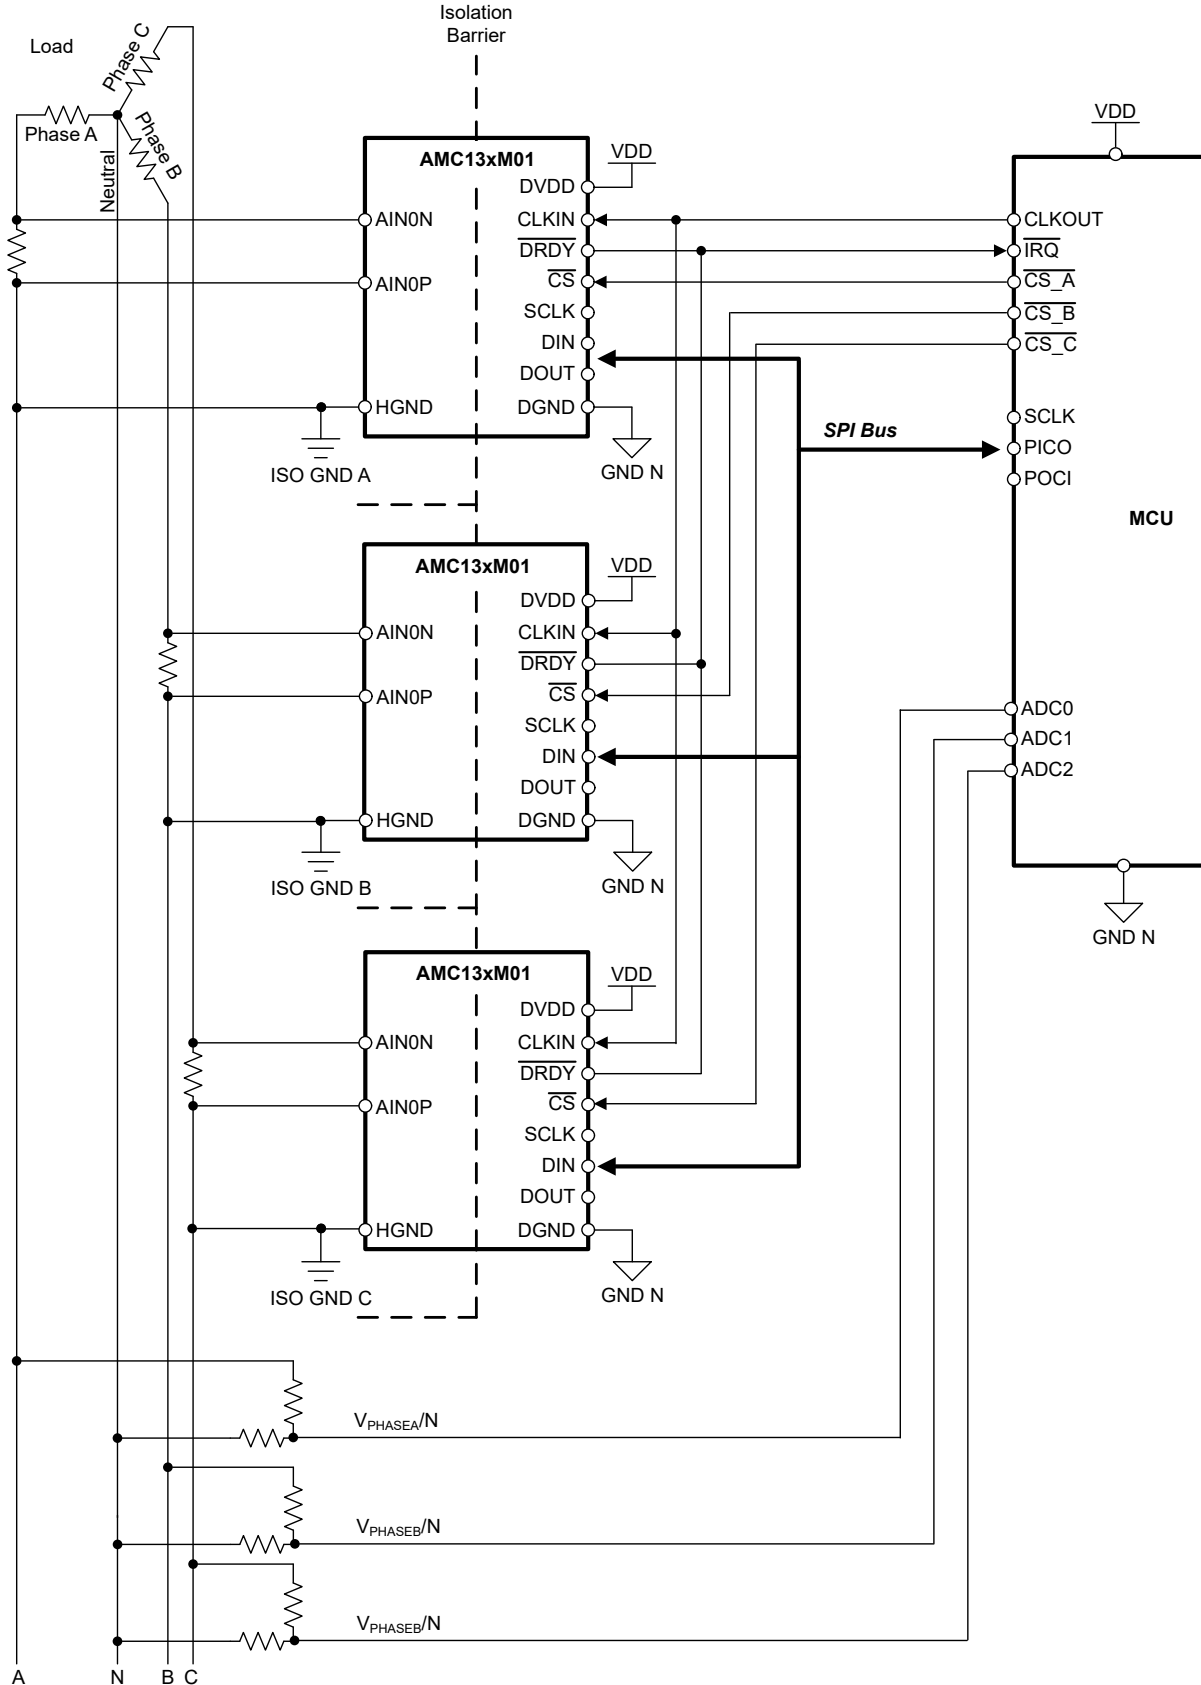 Isolation
Barrier
Load
Phase C
Phase A
Phase B
Neutral
AMC13xM01
VDD
DVDD
AIN0N
CLKIN
DRDY
AIN0P
CS
SCLK
DIN
DOUT
HGND
DGND
ISO GND A
GND N
VDD
CLKOUT
IRQ
CS_A
CS_B
CS_C
SCLK
PICO
POCI
SPI Bus
MCU
AMC13xM01
VDD
DVDD
AIN0N
CLKIN
DRDY
AIN0P
CS
SCLK
DIN
DOUT
HGND
DGND
ISO GND B
GND N
ADC0
ADC1
ADC2
GND N
AMC13xM01
VDD
DVDD
AIN0N
CLKIN
DRDY
AIN0P
CS
SCLK
DIN
DOUT
HGND
DGND
ISO GND C
GND N
VPHASEA/N
VPHASEB/N
VPHASEB/N
A
N
B
C